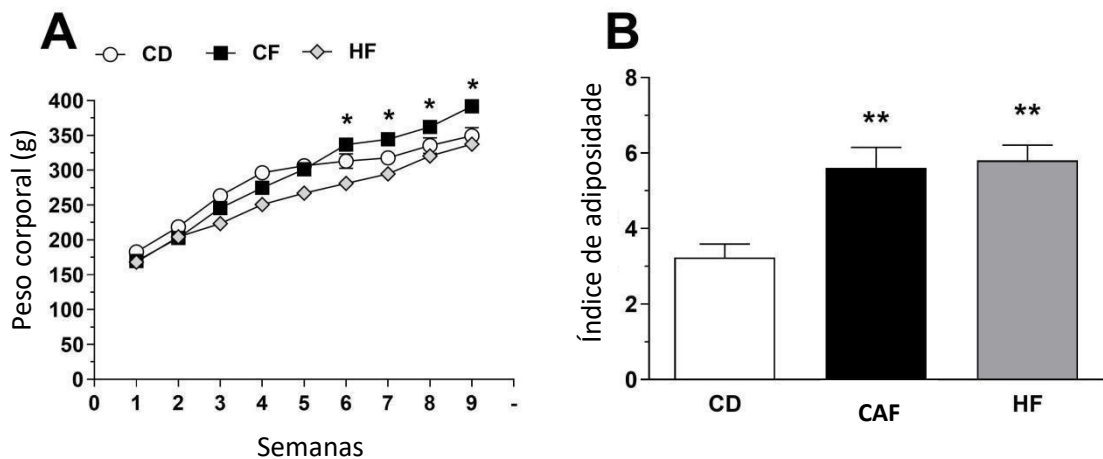 A
CD CF HF
Peso corporal (g)
400
350
300
250
200
150
100
50
0
* * * *
0 1 2 3 4 5 6 7 8 9 -
Semanas
B
Índice de adiposidade
8
6
4
2
0
** **
CD CAF HF